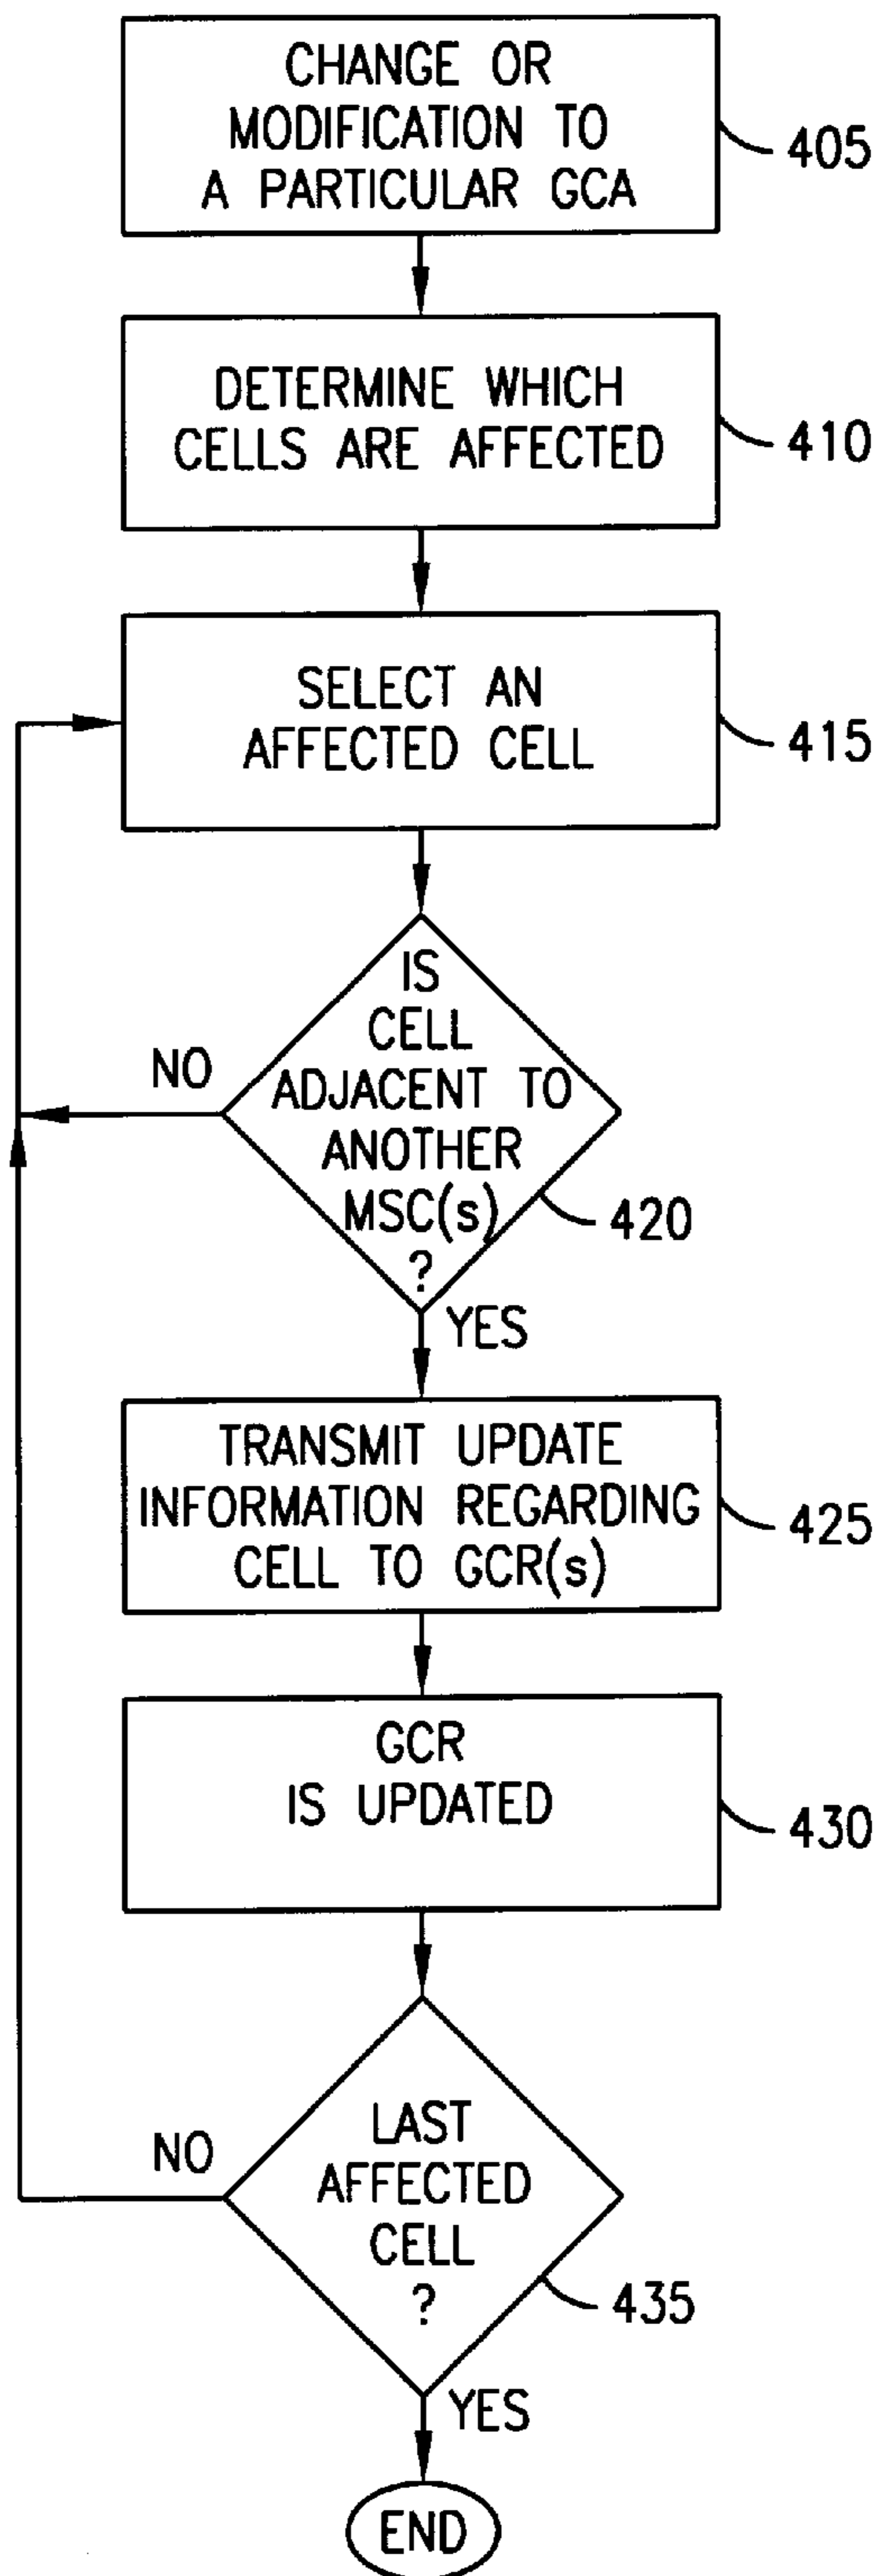 CHANGE OR
MODIFICATION TO
A PARTICULAR GCA
405
DETERMINE WHICH
CELLS ARE AFFECTED
410
SELECT AN
AFFECTED CELL
415
IS
CELL
ADJACENT TO
ANOTHER
MSC(s)
?
NO
420
YES
TRANSMIT UPDATE
INFORMATION REGARDING
CELL TO GCR(s)
425
GCR
IS UPDATED
430
LAST
AFFECTED
CELL
?
NO
435
YES
END